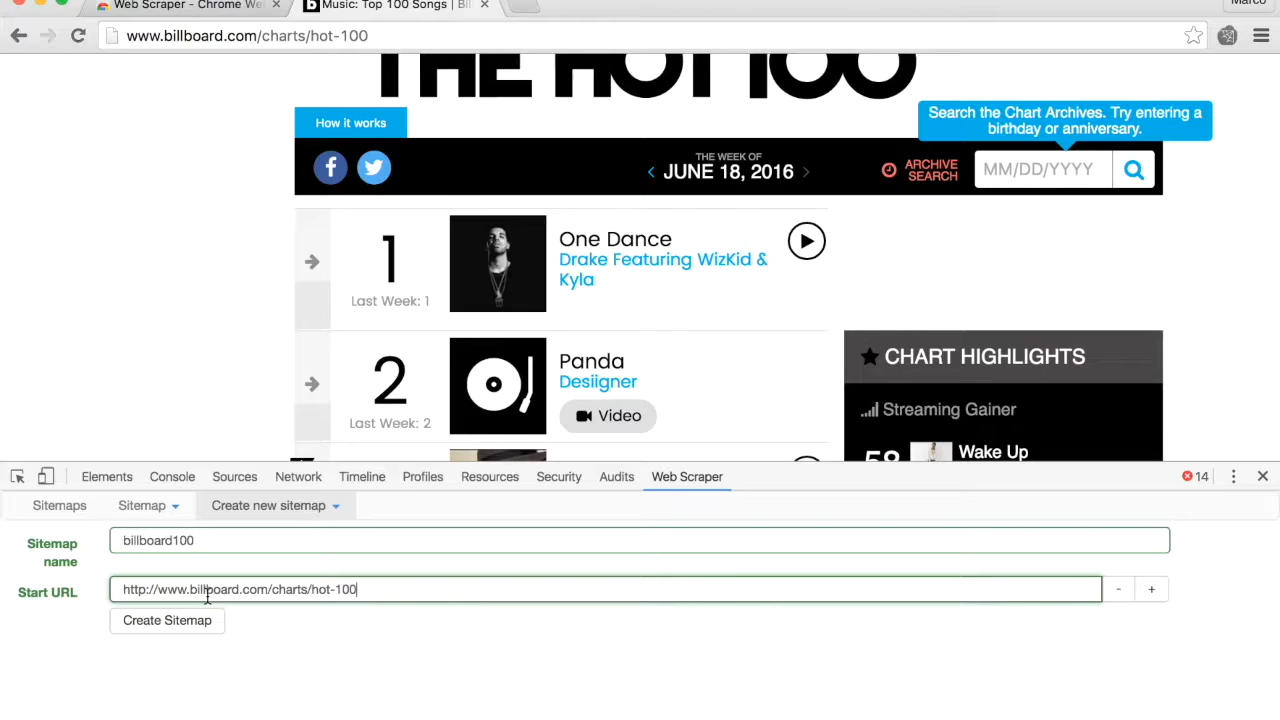 Web Scraper - Chrome We
Music: Top 100 Songs | Bil
Marco
www.billboard.com/charts/hot-100
THE HOT 100
How it works
Search the Chart Archives. Try entering a
birthday or anniversary.
THE WEEK OF
JUNE 18, 2016
ARCHIVE
SEARCH
MM/DD/YYYY
1
Last Week: 1
One Dance
Drake Featuring WizKid &
Kyla
2
Last Week: 2
Panda
Desiigner
Video
CHART HIGHLIGHTS
Streaming Gainer
58
Wake Up
Elements Console Sources Network Timeline Profiles Resources Security Audits Web Scraper 14
Sitemaps Sitemap Create new sitemap
Sitemap
name
billboard100
Start URL
http://www.billboard.com/charts/hot-100
- +
Create Sitemap